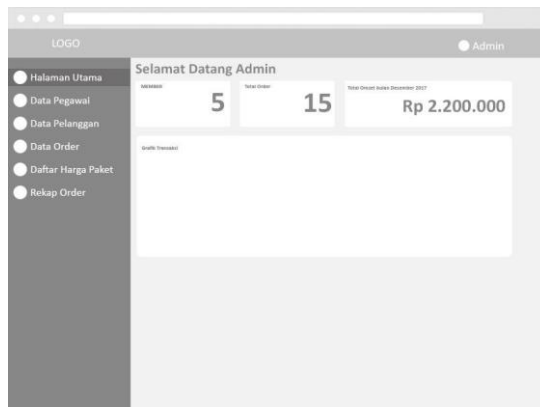 LOGO
Admin
Halaman Utama
Data Pegawai
Data Pelanggan
Data Order
Daftar Harga Paket
Rekap Order
Selamat Datang Admin
MEMBER
5
Total Order
15
Total Omzet bulan Desember 2017
Rp 2.200.000
Grafik Transaksi